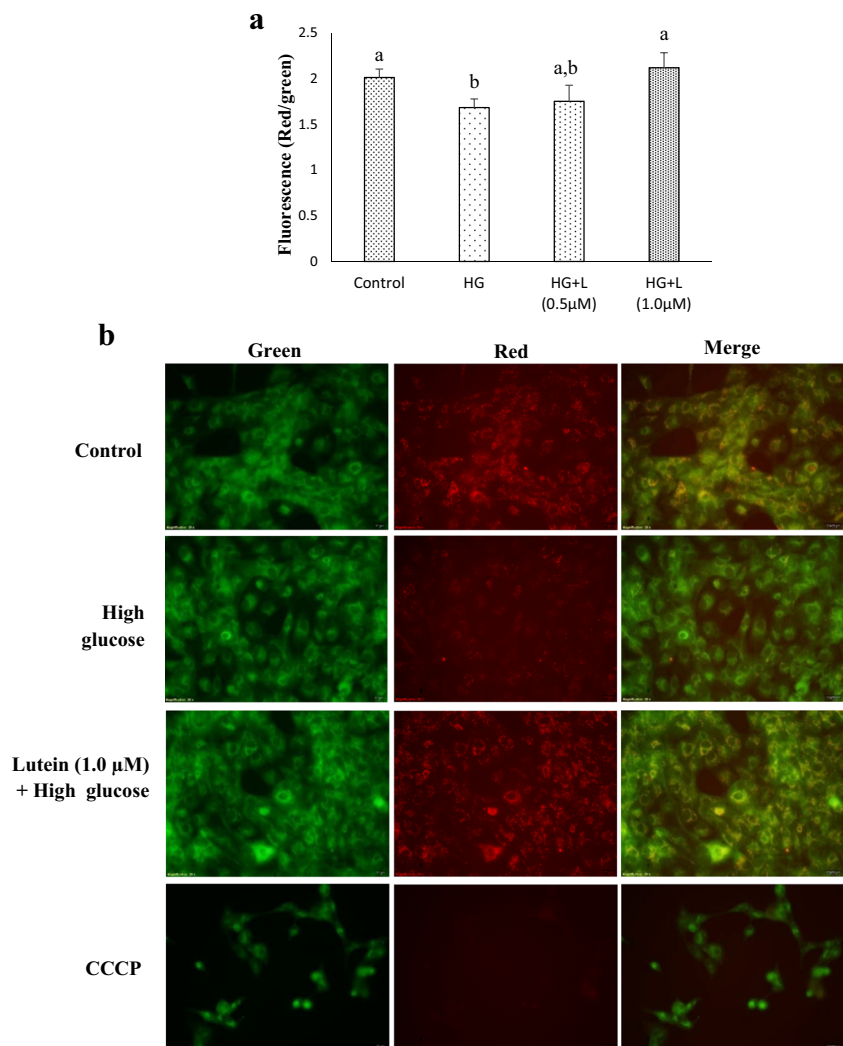 a
Fluorescence (Red/green)
2.5
2
1.5
1
0.5
0
a
b
a,b
a
Control
HG
HG+L
(0.5µM)
HG+L
(1.0µM)
b
Green
Red
Merge
Control
High
glucose
Lutein (1.0 µM)
+ High glucose
CCCP